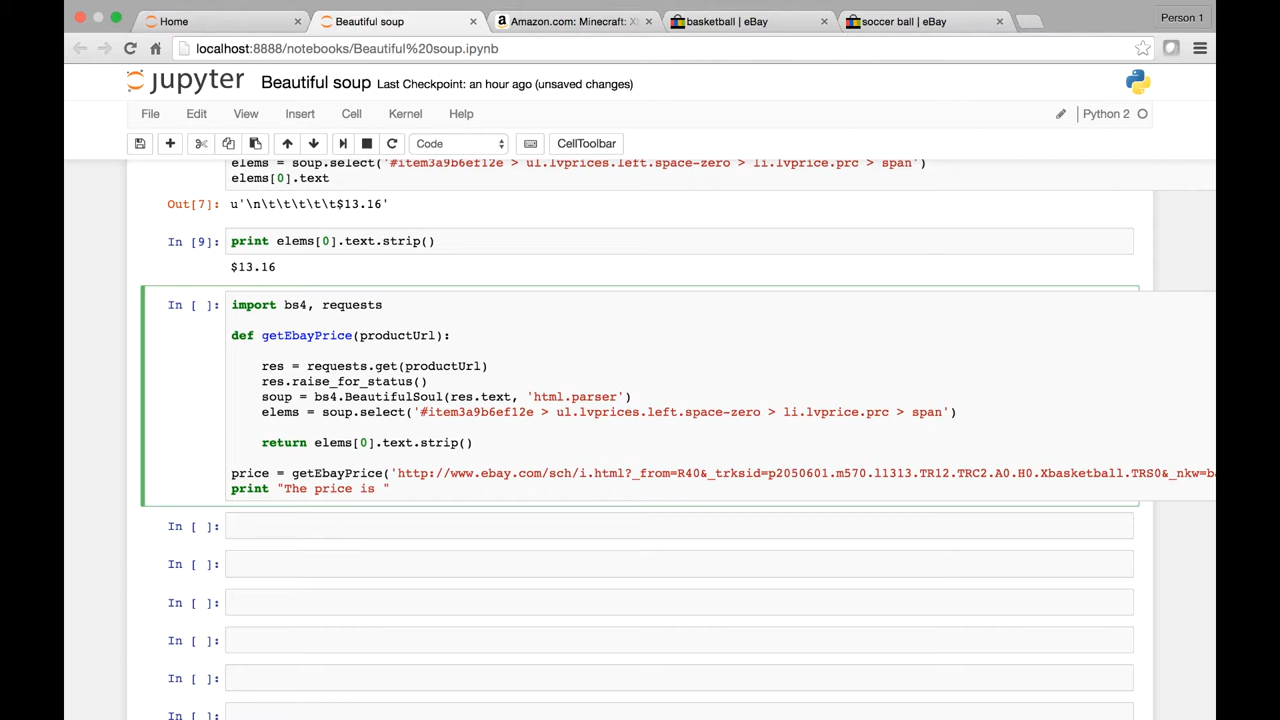 Home
Beautiful soup
Amazon.com: Minecraft: X
basketball | eBay
soccer ball | eBay
Person 1
localhost:8888/notebooks/Beautiful%20soup.ipynb
jupyter Beautiful soup Last Checkpoint: an hour ago (unsaved changes)
File Edit View Insert Cell Kernel Help
Python 2
Code
CellToolbar
elems = soup.select('#item3a9b6ef12e > ul.lvprices.left.space-zero > li.lvprice.prc > span')
elems[0].text
Out[7]: u'\n\t\t\t\t\t$13.16'
In [9]: print elems[0].text.strip()
$13.16
In [ ]: import bs4, requests
def getEbayPrice(productUrl):
res = requests.get(productUrl)
res.raise_for_status()
soup = bs4.BeautifulSoul(res.text, 'html.parser')
elems = soup.select('#item3a9b6ef12e > ul.lvprices.left.space-zero > li.lvprice.prc > span')
return elems[0].text.strip()
price = getEbayPrice('http://www.ebay.com/sch/i.html?_from=R40&_trksid=p2050601.m570.l1313.TR12.TRC2.A0.H0.Xbasketball.TRS0&_nkw=ba
print "The price is "
In [ ]:
In [ ]:
In [ ]:
In [ ]:
In [ ]:
In [ ]: